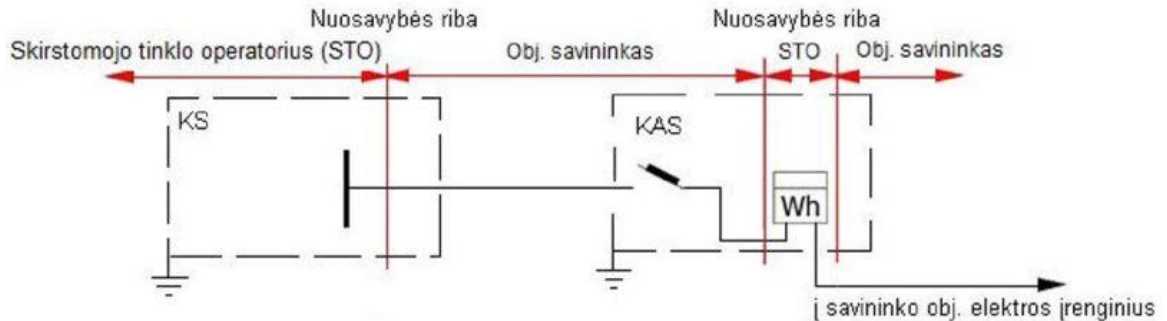 Nuosavybės riba
Nuosavybės riba
Skirstomojo tinklo operatorius (STO)
Obj. savininkas
STO
Obj. savininkas
KS
KAS
Wh
į savininko obj. elektros įrenginius